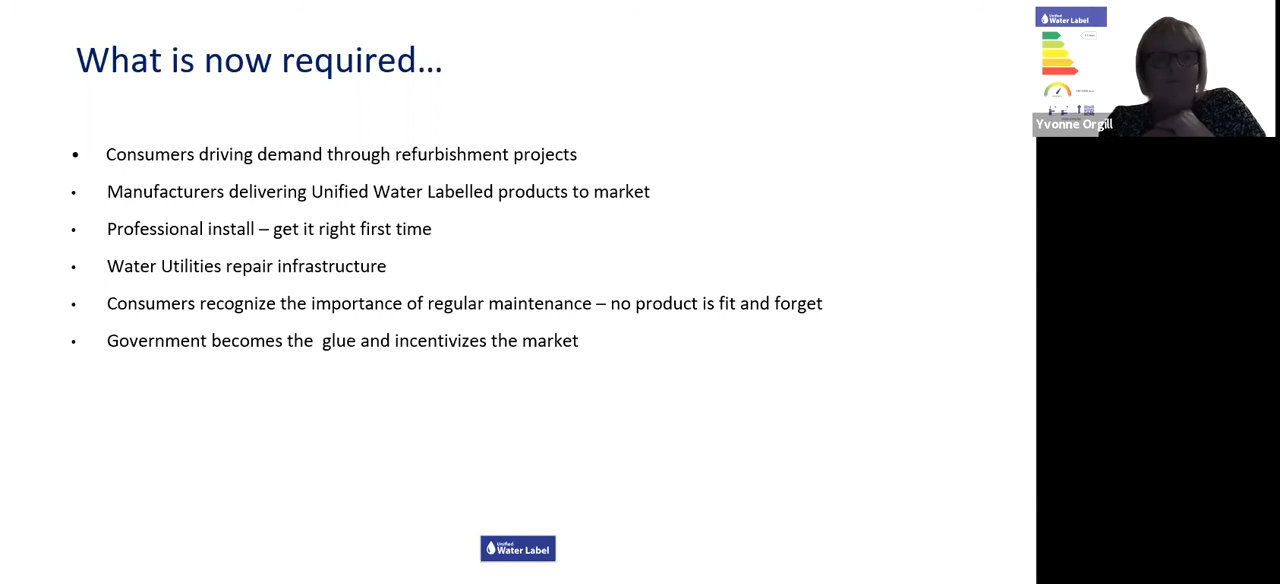 What is now required...
• Consumers driving demand through refurbishment projects
• Manufacturers delivering Unified Water Labelled products to market
• Professional install – get it right first time
• Water Utilities repair infrastructure
• Consumers recognize the importance of regular maintenance – no product is fit and forget
• Government becomes the  glue and incentivizes the market
Unified
Water Label
Unified
Water Label
Yvonne Orgill